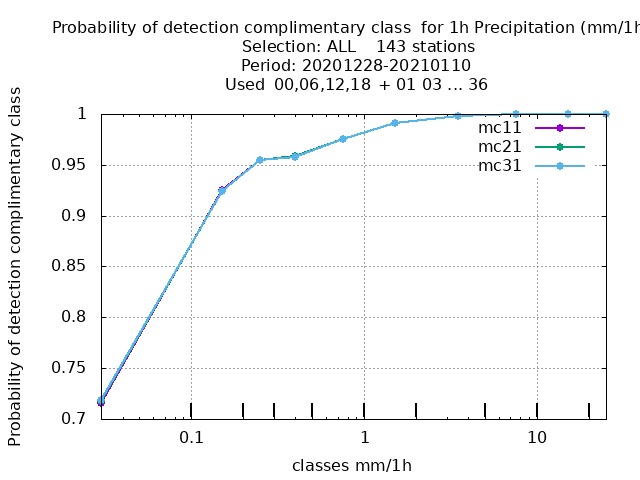 Probability of detection complimentary class  for 1h Precipitation (mm/1h
Selection: ALL    143 stations
Period: 20201228-20210110
Used  00,06,12,18  + 01 03 ... 36
Probability of detection complimentary class
1
0.95
0.9
0.85
0.8
0.75
0.7
mc11
mc21
mc31
0.1
1
10
classes mm/1h